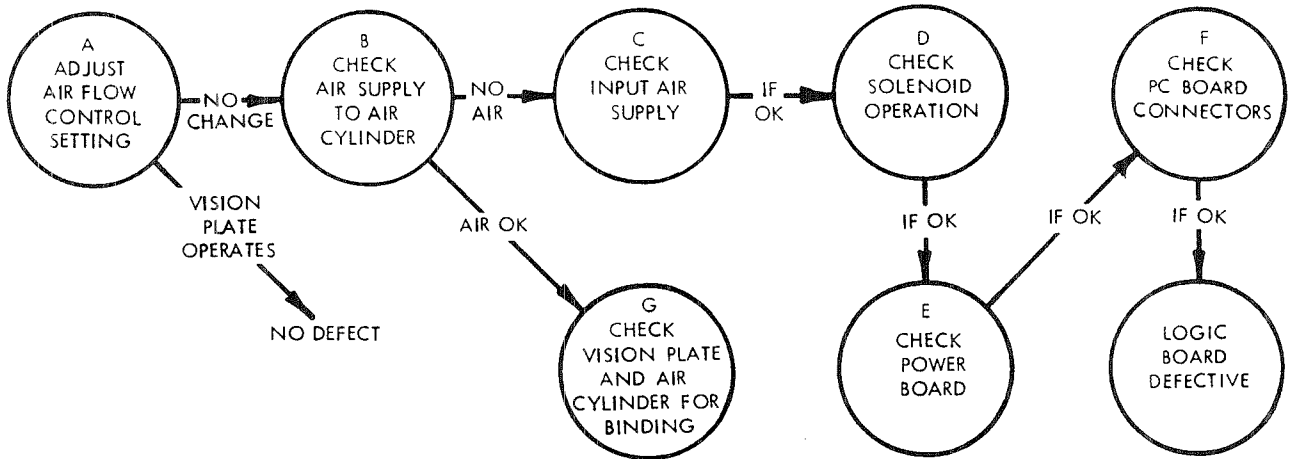 A
ADJUST
AIR FLOW
CONTROL
SETTING
NO
CHANGE
B
CHECK
AIR SUPPLY
TO AIR
CYLINDER
NO
AIR
C
CHECK
INPUT AIR
SUPPLY
IF
OK
D
CHECK
SOLENOID
OPERATION
F
CHECK
PC BOARD
CONNECTORS
VISION
PLATE
OPERATES
NO DEFECT
AIR OK
G
CHECK
VISION PLATE
AND AIR
CYLINDER FOR
BINDING
IF OK
E
CHECK
POWER
BOARD
IF OK
IF OK
LOGIC
BOARD
DEFECTIVE